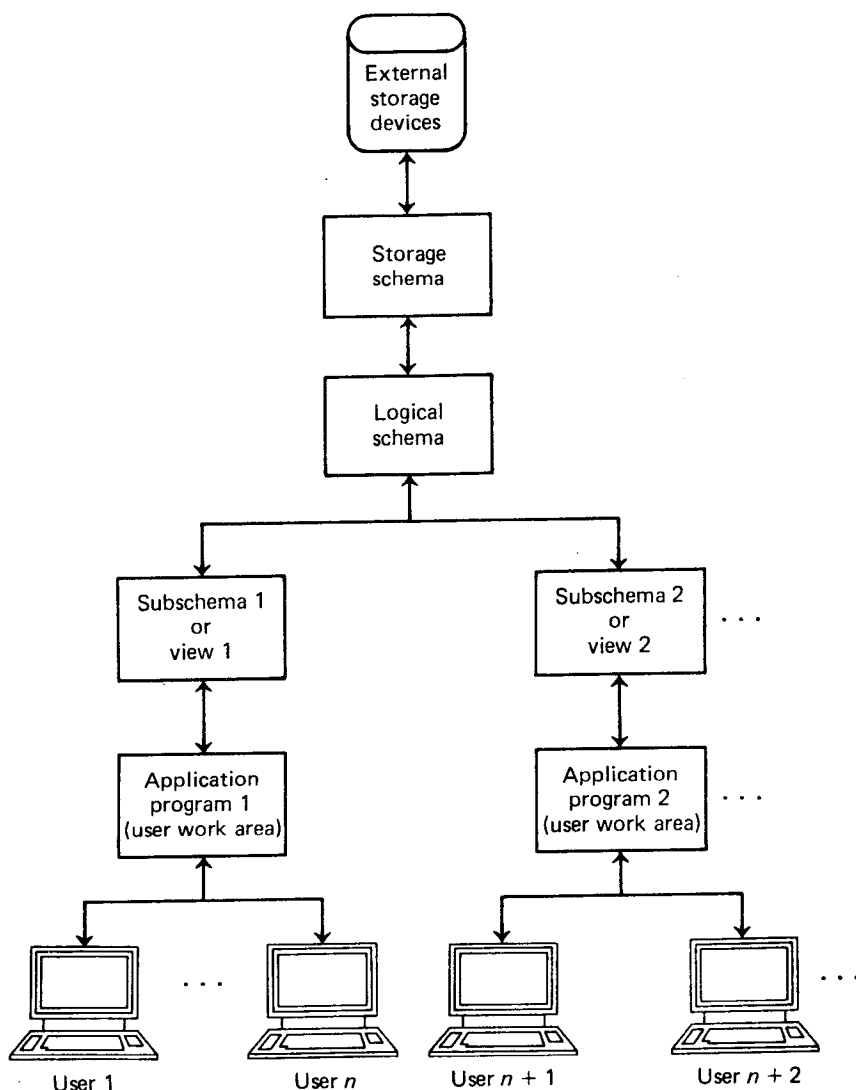 External
storage
devices
Storage
schema
Logical
schema
Subschema 1
or
view 1
Subschema 2
or
view 2
. . .
Application
program 1
(user work area)
Application
program 2
(user work area)
. . .
. . .
. . .
User 1
User n
User n + 1
User n + 2